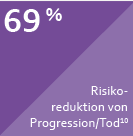 69 %
Risiko-
reduktion von
Progression/Tod¹⁰